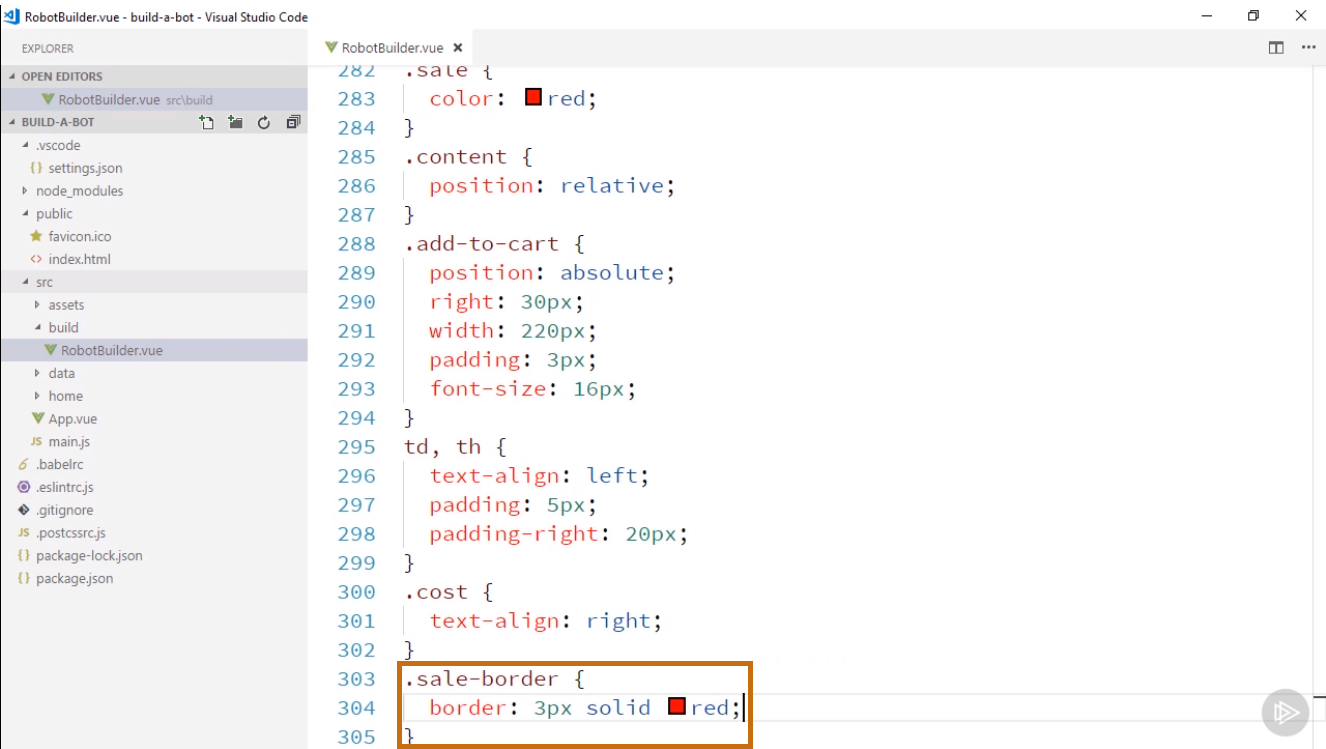 RobotBuilder.vue - build-a-bot - Visual Studio Code
EXPLORER
OPEN EDITORS
RobotBuilder.vue src\build
BUILD-A-BOT
.vscode
{} settings.json
node_modules
public
favicon.ico
<> index.html
src
assets
build
RobotBuilder.vue
data
home
App.vue
JS main.js
.babelrc
.eslintrc.js
.gitignore
JS .postcssrc.js
{} package-lock.json
{} package.json
RobotBuilder.vue
282 .sale {
283 color: red;
284 }
285 .content {
286 position: relative;
287 }
288 .add-to-cart {
289 position: absolute;
290 right: 30px;
291 width: 220px;
292 padding: 3px;
293 font-size: 16px;
294 }
295 td, th {
296 text-align: left;
297 padding: 5px;
298 padding-right: 20px;
299 }
300 .cost {
301 text-align: right;
302 }
303 .sale-border {
304 border: 3px solid red;
305 }